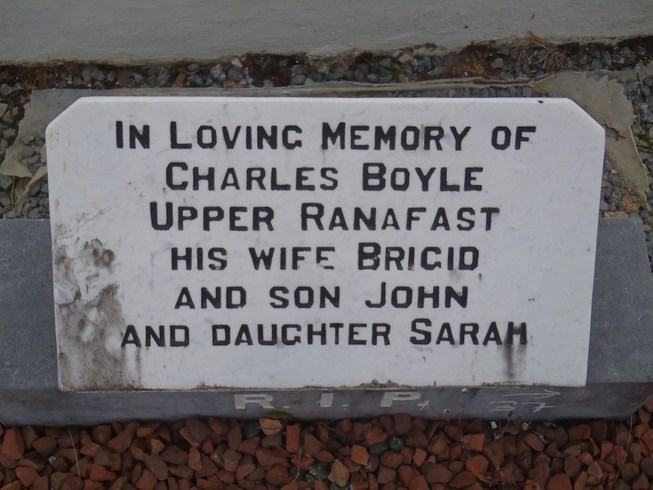 IN LOVING MEMORY OF
CHARLES BOYLE
UPPER RANAFAST
HIS WIFE BRIGID
AND SON JOHN
AND DAUGHTER SARAH
R I P